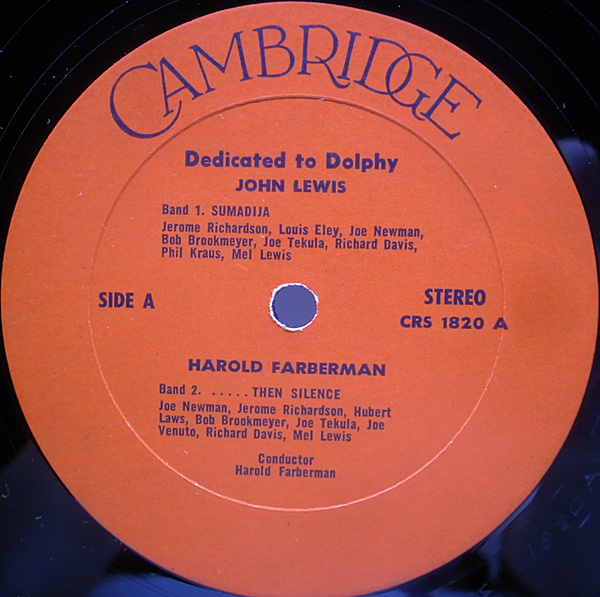 CAMBRIDGE
Dedicated to Dolphy
JOHN LEWIS
Band 1. SUMADIJA
Jerome Richardson, Louis Eley, Joe Newman,
Bob Brookmeyer, Joe Tekula, Richard Davis,
Phil Kraus, Mel Lewis
SIDE A
STEREO
CRS 1820 A
HAROLD FARBERMAN
Band 2. .....THEN SILENCE
Joe Newman, Jerome Richardson, Hubert
Laws, Bob Brookmeyer, Joe Tekula, Joe
Venuto, Richard Davis, Mel Lewis
Conductor
Harold Farberman
1820 A